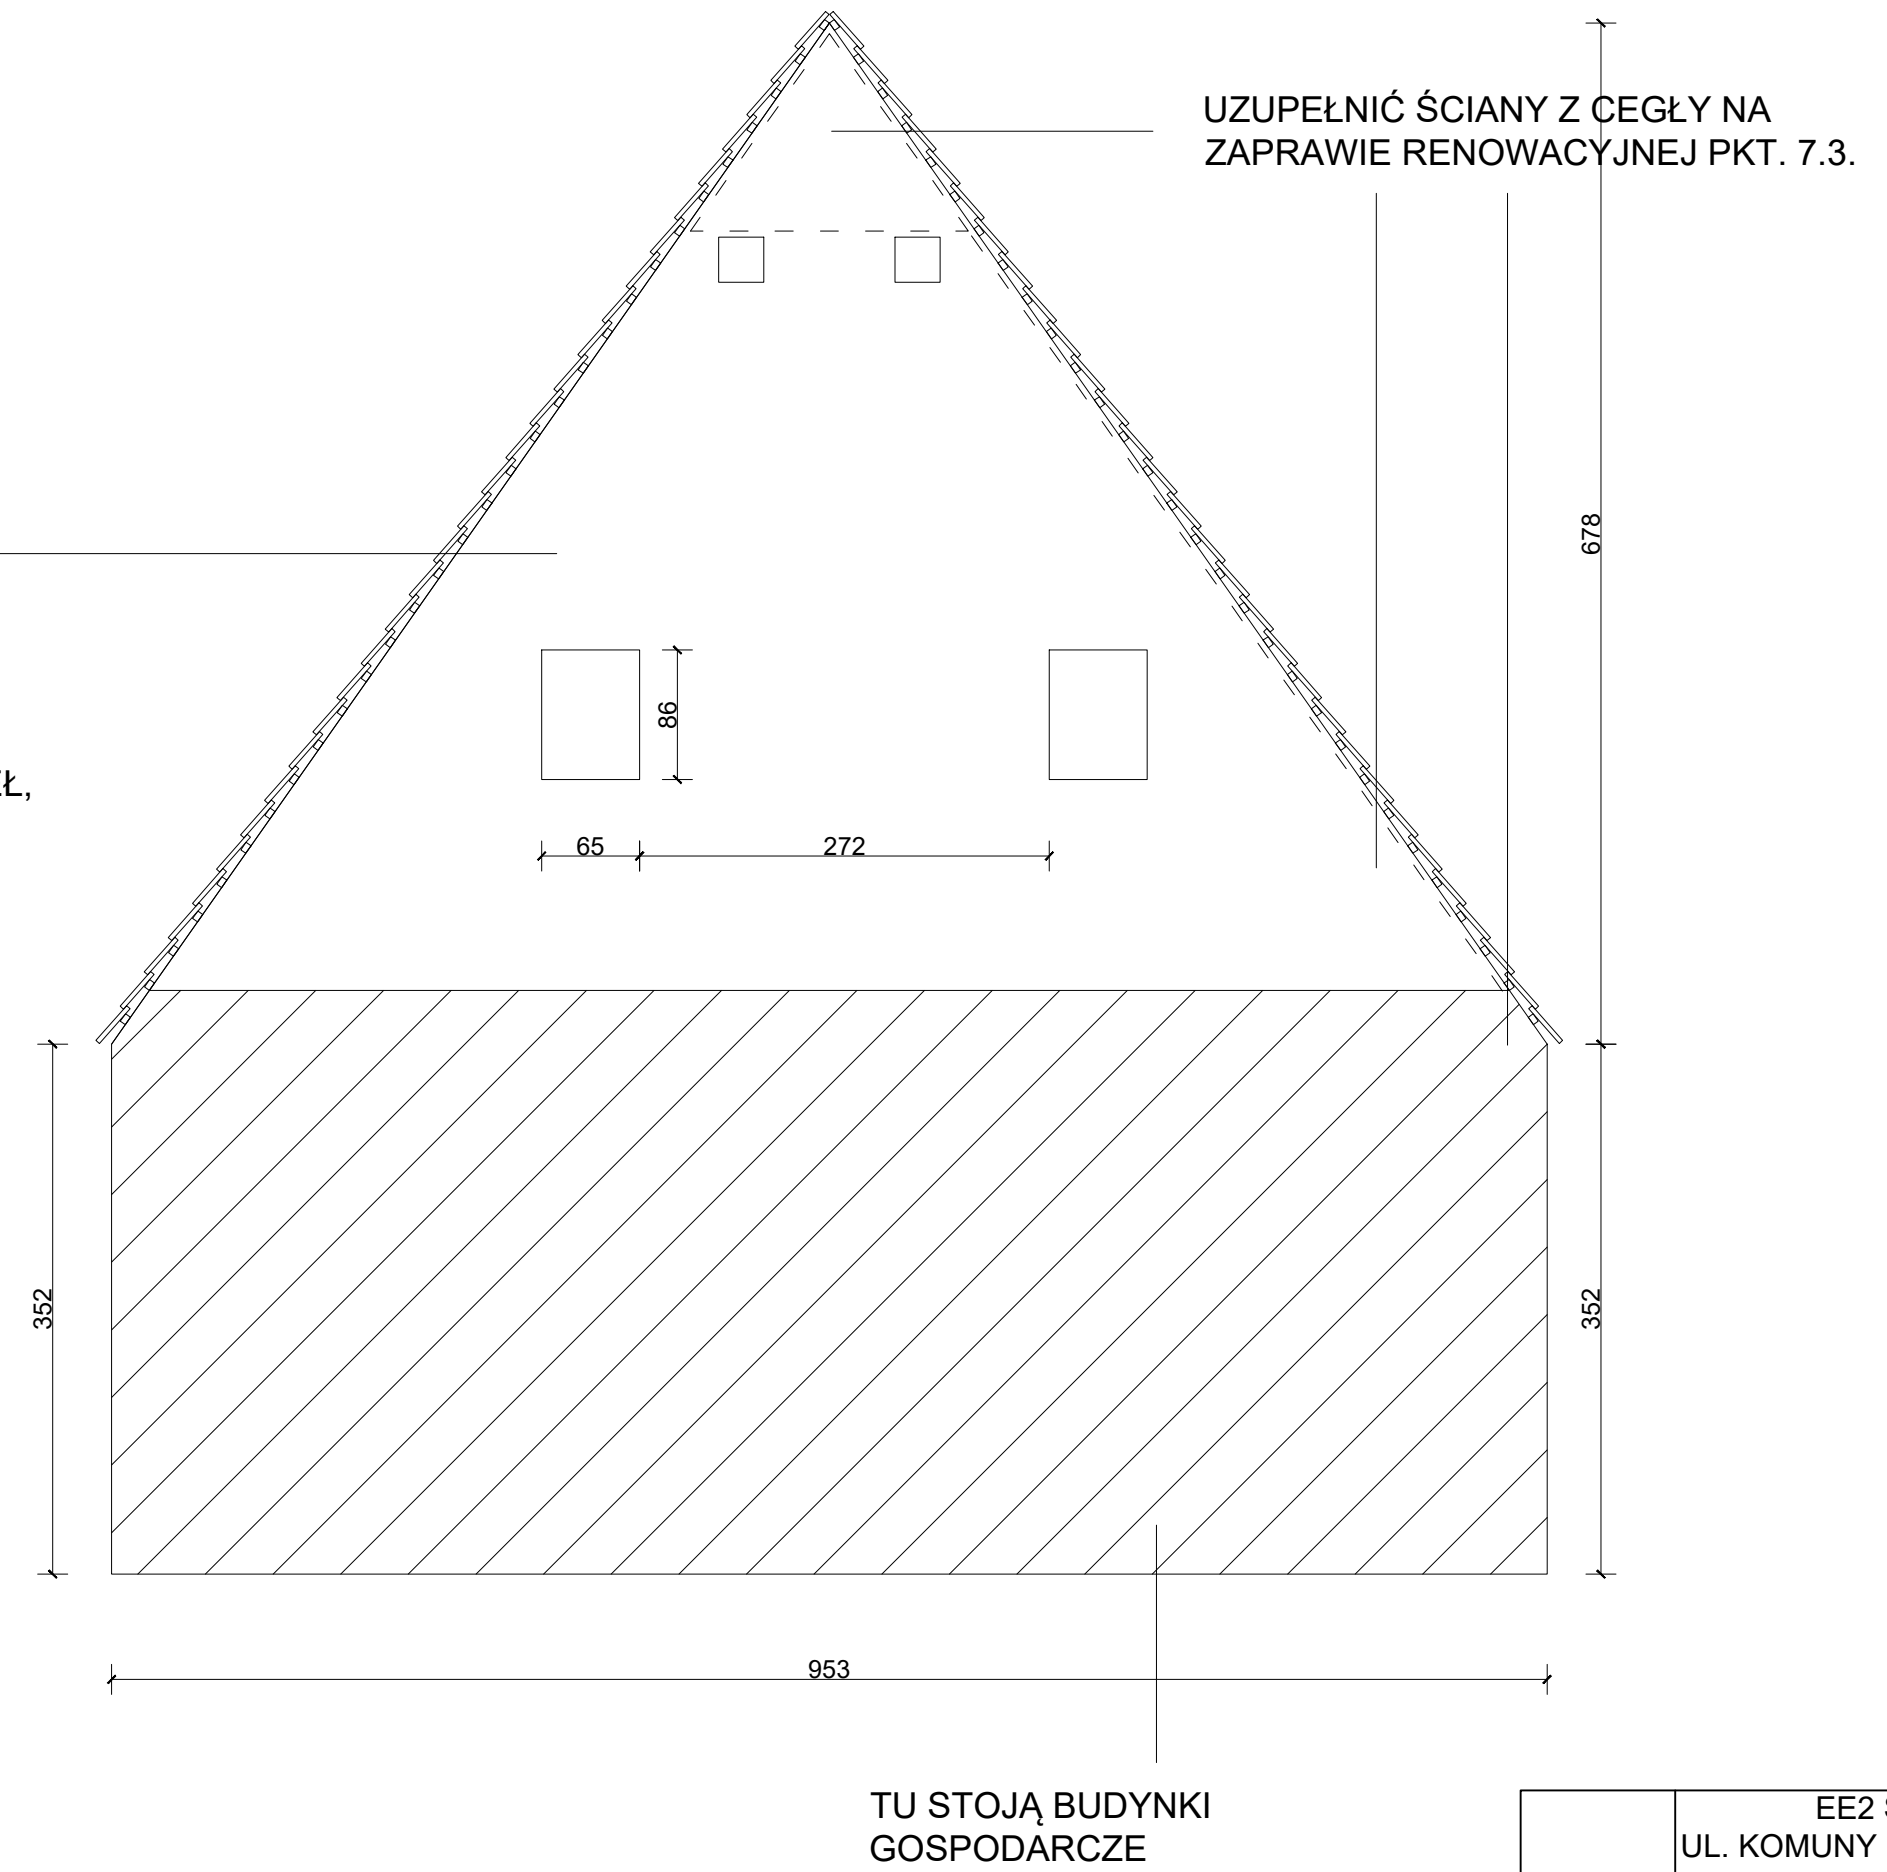 UZUPEŁNIĆ ŚCIANY Z CEGŁY NA
ZAPRAWIE RENOWACYJNEJ PKT. 7.3.
678
86
65
272
352
352
953
TU STOJĄ BUDYNKI
GOSPODARCZE
EE2
UL. KOMUNY